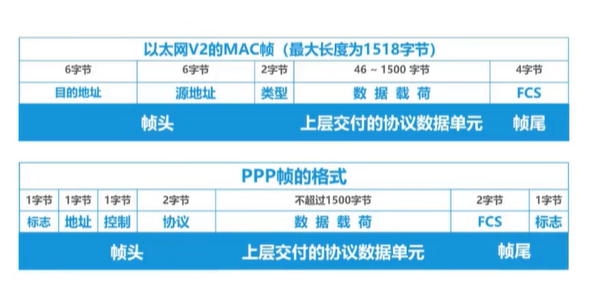 以太网V2的MAC帧（最大长度为1518字节）
6字节 6字节 2字节 46 ~ 1500 字节 4字节
目的地址 源地址 类型 数 据 载 荷 FCS
帧头 上层交付的协议数据单元 帧尾
PPP帧的格式
1字节 1字节 1字节 2字节 不超过1500字节 2字节 1字节
标志 地址 控制 协议 数 据 载 荷 FCS 标志
帧头 上层交付的协议数据单元 帧尾